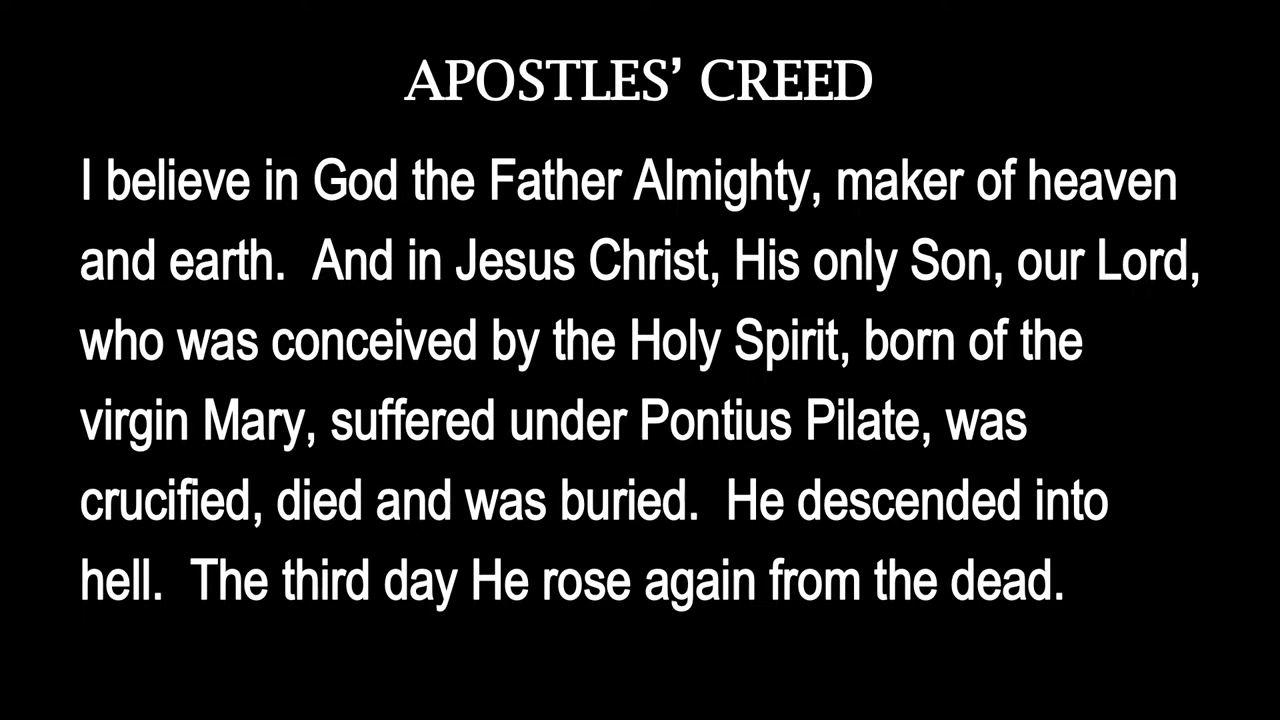 APOSTLES’ CREED
I believe in God the Father Almighty, maker of heaven
and earth.  And in Jesus Christ, His only Son, our Lord,
who was conceived by the Holy Spirit, born of the
virgin Mary, suffered under Pontius Pilate, was
crucified, died and was buried.  He descended into
hell.  The third day He rose again from the dead.